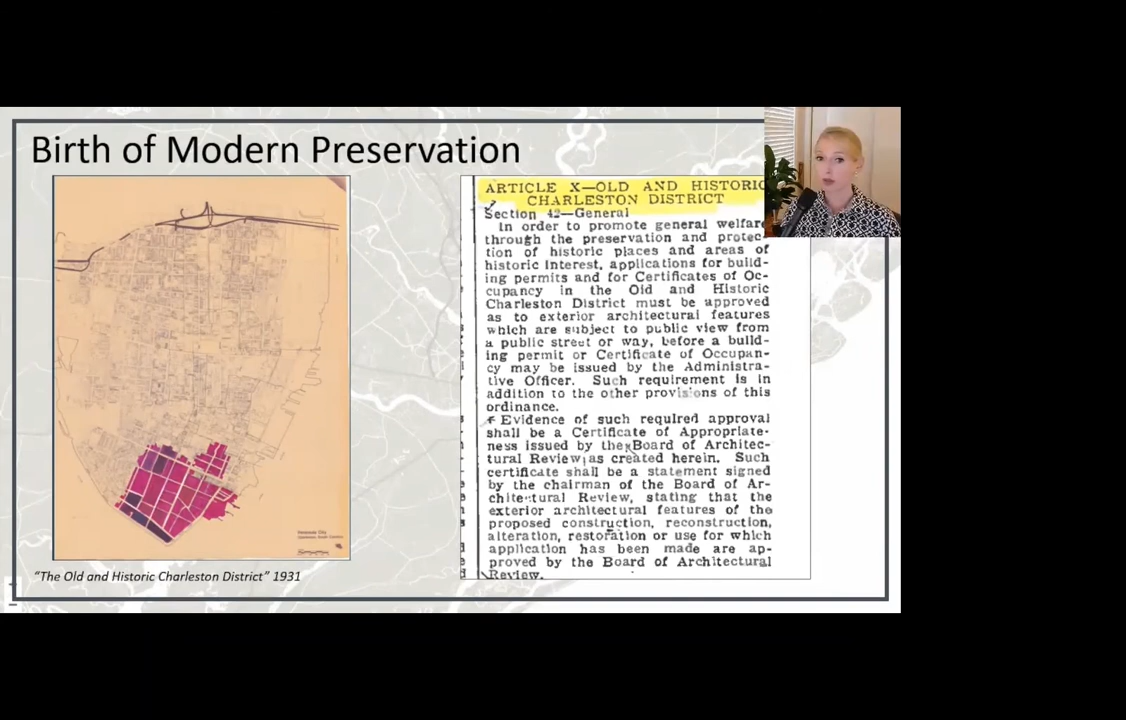 Birth of Modern Preservation
ARTICLE X—OLD AND HISTORIC
CHARLESTON DISTRICT
Section 42—General
In order to promote general welfare
through the preservation and protec-
tion of historic places and areas of
historic interest, applications for build-
ing permits and for Certificates of Oc-
cupancy in the Old and Historic
Charleston District must be approved
as to exterior architectural features
which are subject to public view from
a public street or way, before a build-
ing permit or Certificate of Occupan-
cy may be issued by the Administra-
tive Officer. Such requirement is in
addition to the other provisions of this
ordinance.
Evidence of such required approval
shall be a Certificate of Appropriate-
ness issued by the Board of Architec-
tural Review as created herein. Such
certificate shall be a statement signed
by the chairman of the Board of Ar-
chitectural Review, stating that the
exterior architectural features of the
proposed construction, reconstruction,
alteration, restoration or use for which
application has been made are ap-
proved by the Board of Architectural
Review.
"The Old and Historic Charleston District" 1931